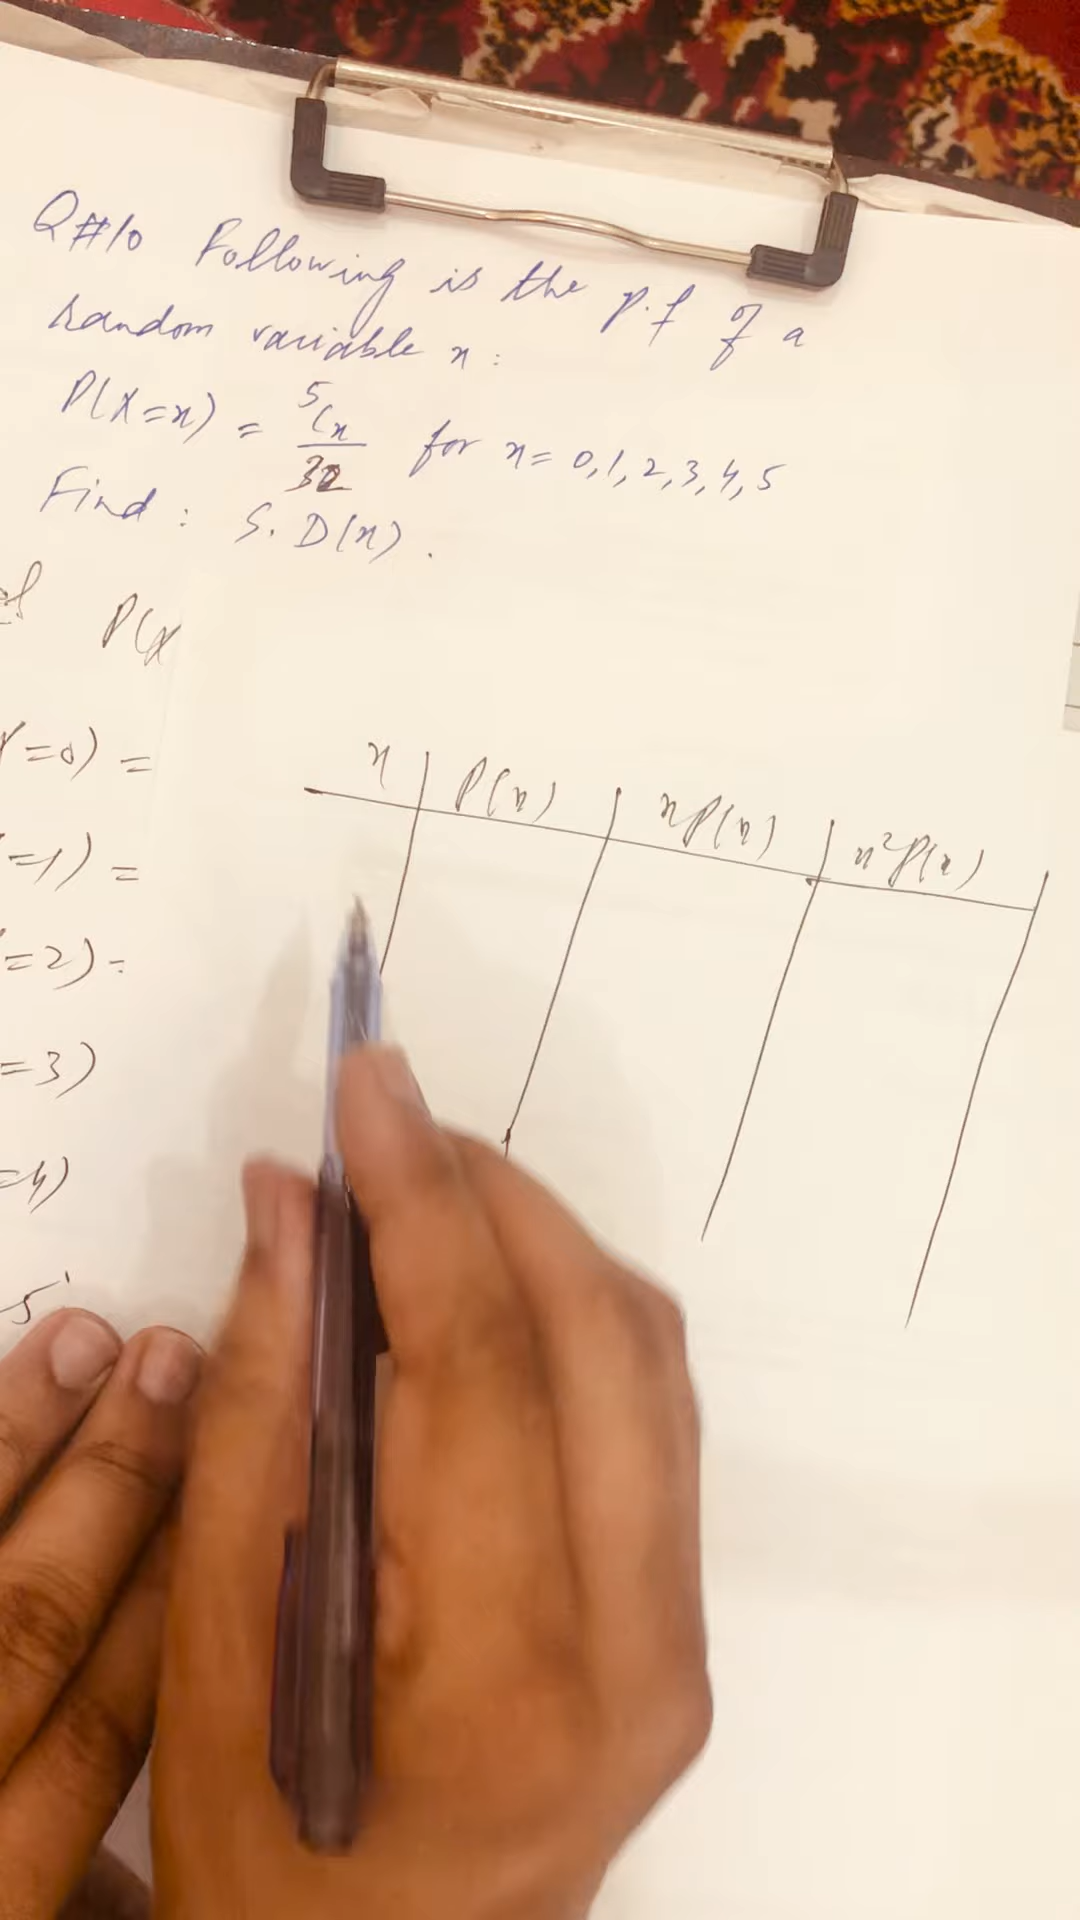 Q#10 Following is the p.f of a
random variable x:
P(X=x) = ⁵Cx/32 for x= 0,1,2,3,4,5
Find: S.D(x).
P(X
=0) =
=1) =
=2) =
=3)
=4)
5
x P(x) xP(x) x²P(x)